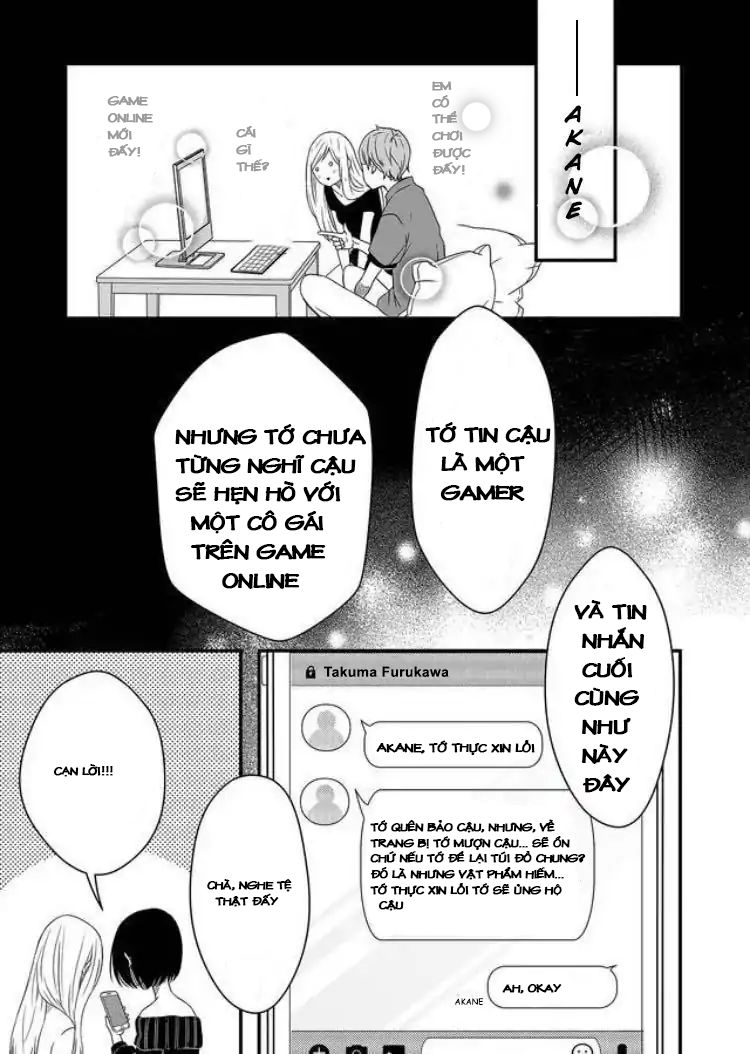 AKANE
EM
CÓ
THỂ
CHƠI
ĐƯỢC
ĐẤY!
CÁI
GÌ
THẾ?
GAME
ONLINE
MỚI
ĐẤY!
TỚ TIN CẬU
LÀ MỘT
GAMER
NHƯNG TỚ CHƯA
TỪNG NGHĨ CẬU
SẼ HẸN HÒ VỚI
MỘT CÔ GÁI
TRÊN GAME
ONLINE
VÀ TIN
NHẮN
CUỐI
CÙNG
NHƯ
NÀY
ĐÂY
Takuma Furukawa
AKANE, TỚ THỰC XIN LỖI
TỚ QUÊN BẢO CẬU, NHƯNG, VỀ
TRANG BỊ TỚ MƯỢN CẬU... SẼ ỔN
CHỨ NẾU TỚ ĐỂ LẠI TÚI ĐỒ CHUNG?
ĐÓ LÀ NHƯNG VẬT PHẨM HIẾM...
TỚ THỰC XIN LỖI TỚ SẼ ỦNG HỘ
CẬU
AH, OKAY
AKANE
CẠN LỜI!!!
CHÀ, NGHE TỆ
THẬT ĐẤY